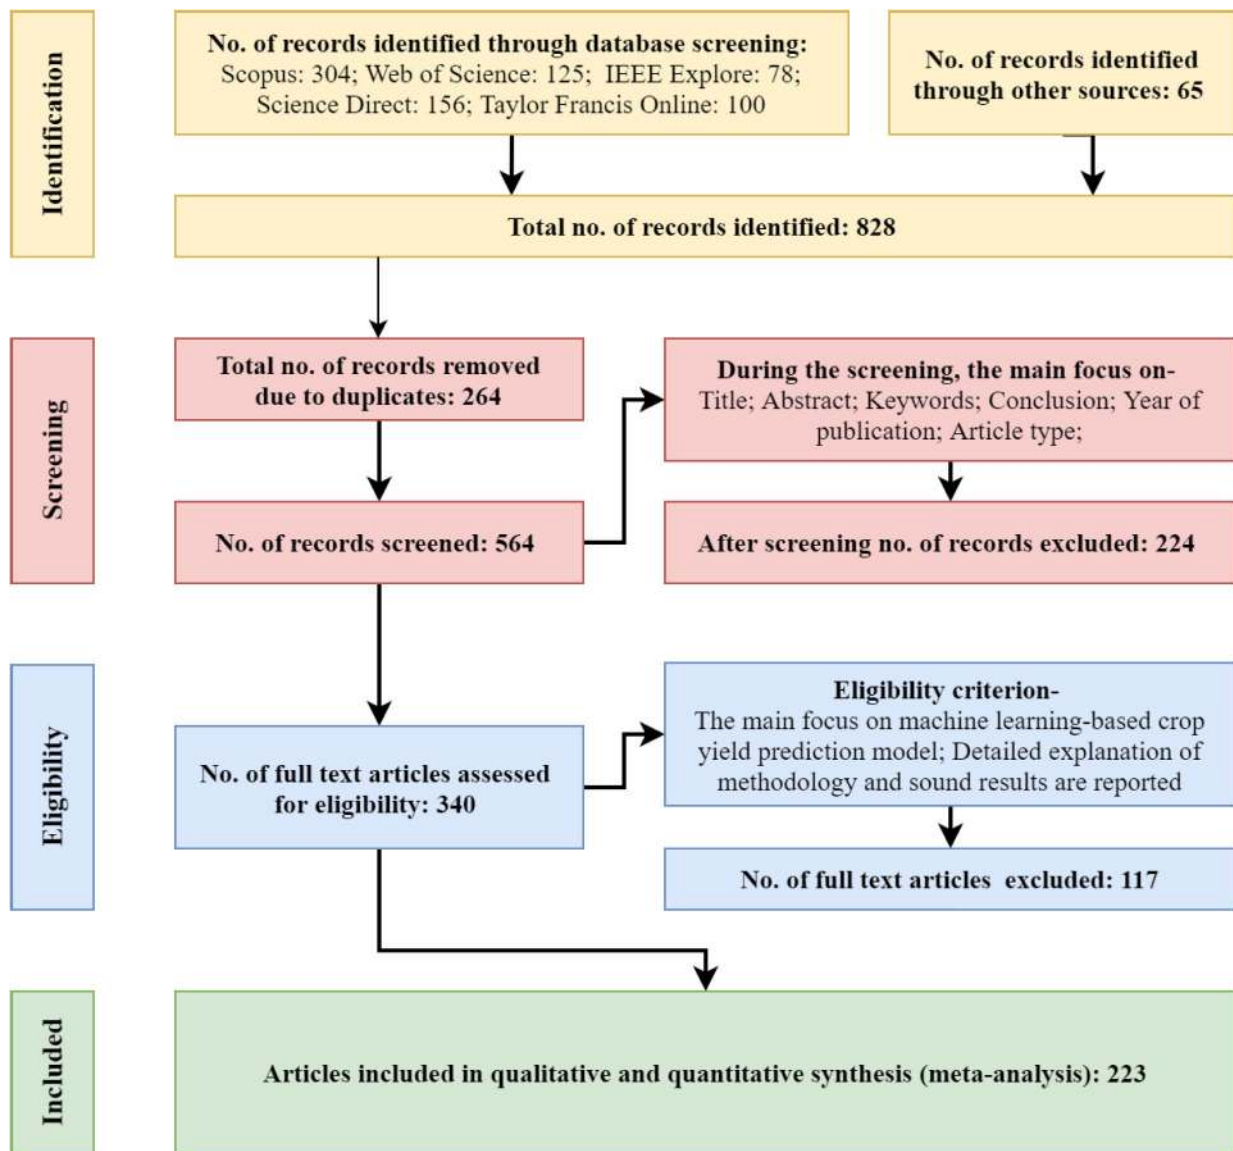 Identification
No. of records identified through database screening:
Scopus: 304; Web of Science: 125; IEEE Explore: 78;
Science Direct: 156; Taylor Francis Online: 100
No. of records identified
through other sources: 65
Total no. of records identified: 828
Screening
Total no. of records removed
due to duplicates: 264
During the screening, the main focus on-
Title; Abstract; Keywords; Conclusion; Year of
publication; Article type;
No. of records screened: 564
After screening no. of records excluded: 224
Eligibility
No. of full text articles assessed
for eligibility: 340
Eligibility criterion-
The main focus on machine learning-based crop
yield prediction model; Detailed explanation of
methodology and sound results are reported
No. of full text articles excluded: 117
Included
Articles included in qualitative and quantitative synthesis (meta-analysis): 223